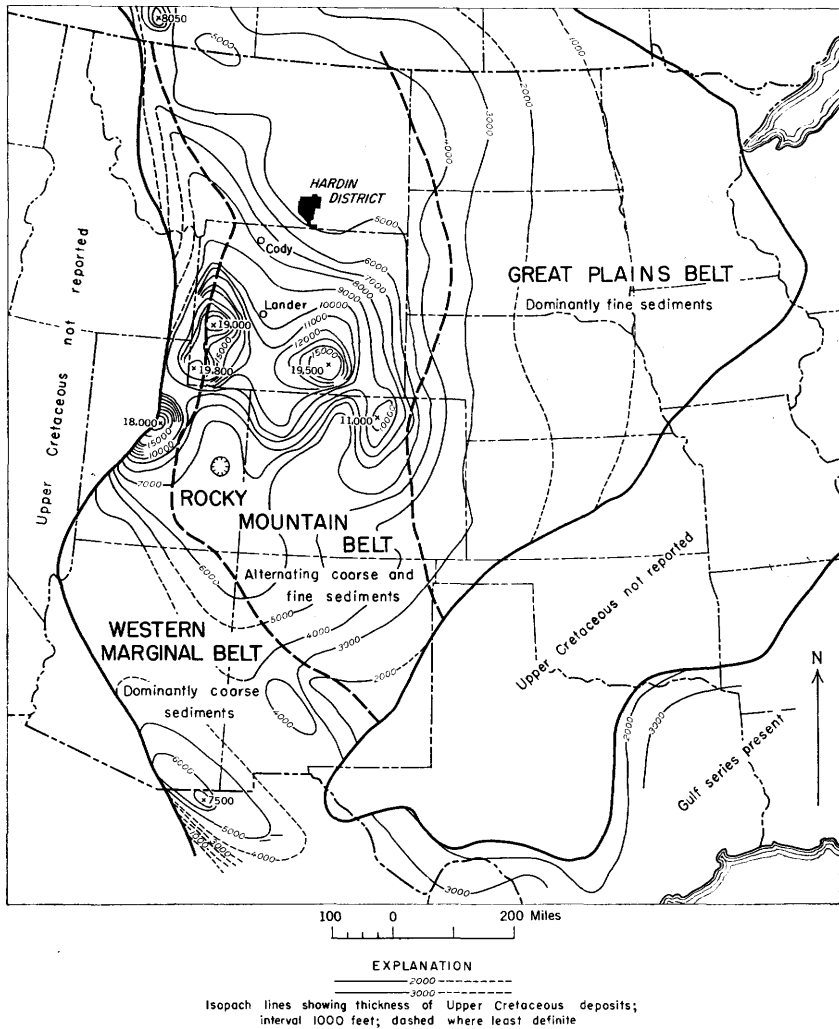 ×8050
5000
1000
2000
3000
4000
HARDIN
DISTRICT
5000
6000
7000
8000
9000
10000
11000
12000
15000
Cody
Lander
×19,000
15000
×19,800
19,500×
18,000×
15000
10000
7000
11,000×
10000
Upper Cretaceous not reported
GREAT PLAINS BELT
Dominantly fine sediments
ROCKY
MOUNTAIN
BELT
Alternating coarse and
fine sediments
6000
5000
4000
3000
2000
WESTERN
MARGINAL BELT
Dominantly coarse
sediments
4000
6000
×7500
5000
4000
Upper Cretaceous not reported
2000
3000
Gulf series present
3000
N
100 0 200 Miles
EXPLANATION
2000
3000
Isopach lines showing thickness of Upper Cretaceous deposits;
interval 1000 feet; dashed where least definite